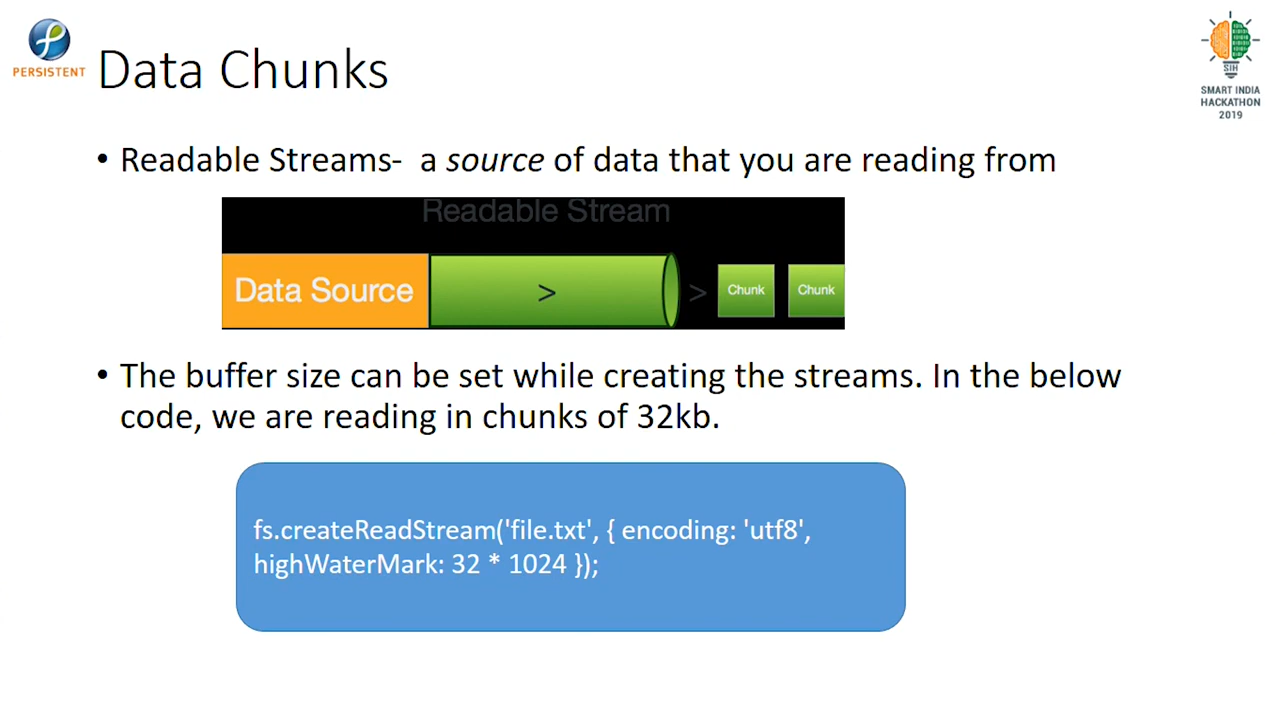 PERSISTENT
Data Chunks
SIH
SMART INDIA
HACKATHON
2019
• Readable Streams-  a source of data that you are reading from
Readable Stream
Data Source > > Chunk Chunk
• The buffer size can be set while creating the streams. In the below
code, we are reading in chunks of 32kb.
fs.createReadStream('file.txt', { encoding: 'utf8',
highWaterMark: 32 * 1024 });